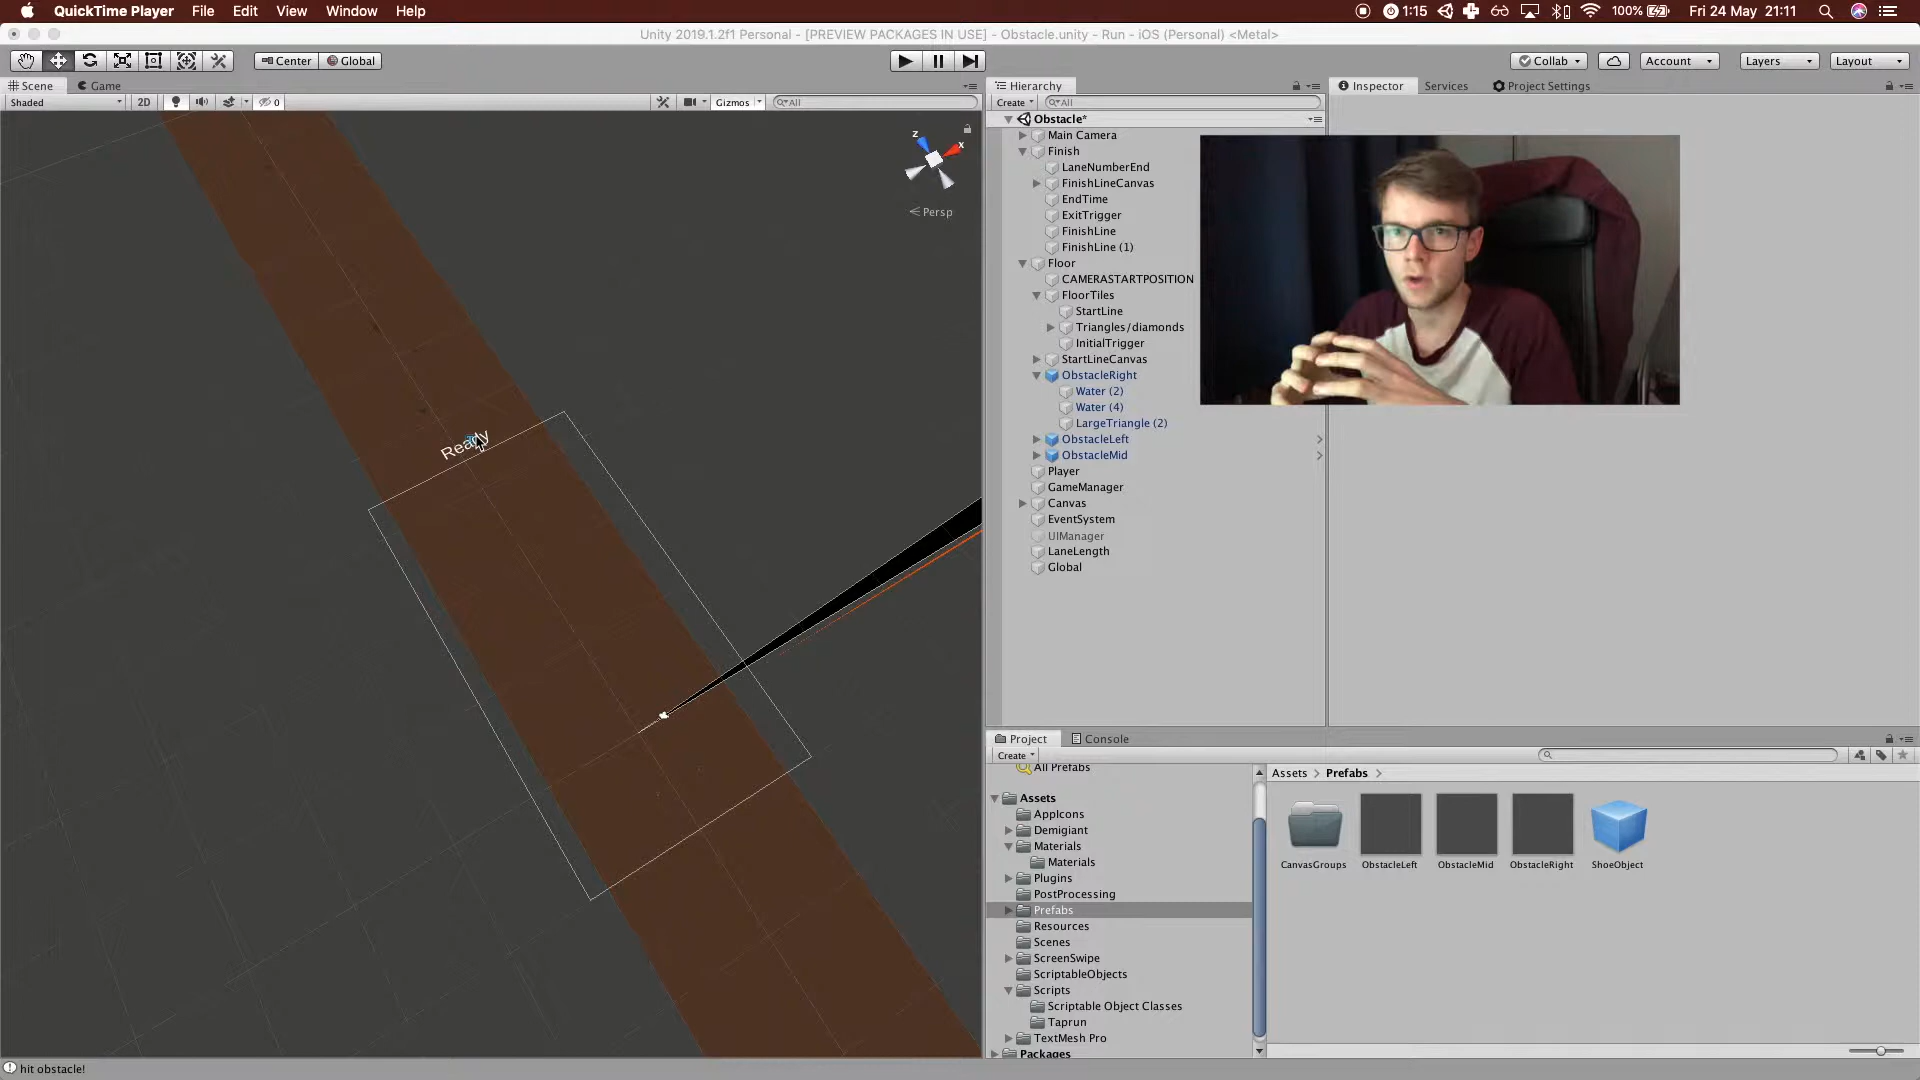 QuickTime Player File Edit View Window Help 1:15 100% Fri 24 May 21:11
Unity 2019.1.2f1 Personal - [PREVIEW PACKAGES IN USE] - Obstacle.unity - Run - iOS (Personal) <Metal>
Center Global Collab Account Layers Layout
Scene Game Hierarchy Inspector Services Project Settings
Shaded 2D 0 Gizmos All Create All
Obstacle*
Main Camera
Finish
LaneNumberEnd
FinishLineCanvas
EndTime
ExitTrigger
FinishLine
FinishLine (1)
Floor
CAMERASTARTPOSITION
FloorTiles
StartLine
Triangles/diamonds
InitialTrigger
StartLineCanvas
ObstacleRight
Water (2)
Water (4)
LargeTriangle (2)
ObstacleLeft
ObstacleMid
Player
GameManager
Canvas
EventSystem
UIManager
LaneLength
Global
z
x
Persp
Ready
Project Console
Create
All Prefabs
Assets
AppIcons
Demigiant
Materials
Materials
Plugins
PostProcessing
Prefabs
Resources
Scenes
ScreenSwipe
ScriptableObjects
Scripts
Scriptable Object Classes
Taprun
TextMesh Pro
Packages
Assets > Prefabs >
CanvasGroups ObstacleLeft ObstacleMid ObstacleRight ShoeObject
hit obstacle!